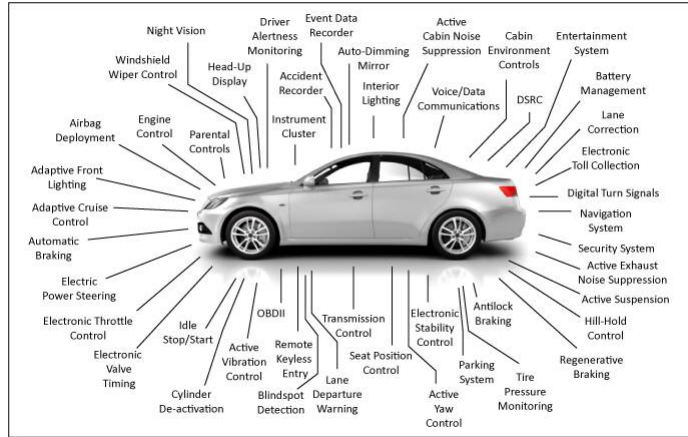 Night Vision
Driver
Alertness
Monitoring
Event Data
Recorder
Active
Cabin Noise
Suppression
Cabin
Environment
Controls
Entertainment
System
Windshield
Wiper Control
Head-Up
Display
Accident
Recorder
Auto-Dimming
Mirror
Interior
Lighting
Voice/Data
Communications
DSRC
Battery
Management
Airbag
Deployment
Engine
Control
Parental
Controls
Instrument
Cluster
Lane
Correction
Electronic
Toll Collection
Adaptive Front
Lighting
Digital Turn Signals
Adaptive Cruise
Control
Navigation
System
Automatic
Braking
Security System
Electric
Power Steering
Active Exhaust
Noise Suppression
Active Suspension
Electronic Throttle
Control
Hill-Hold
Control
Electronic
Valve
Timing
Idle
Stop/Start
OBDII
Transmission
Control
Electronic
Stability
Control
Antilock
Braking
Regenerative
Braking
Cylinder
De-activation
Active
Vibration
Control
Remote
Keyless
Entry
Blindspot
Detection
Lane
Departure
Warning
Seat Position
Control
Active
Yaw
Control
Parking
System
Tire
Pressure
Monitoring